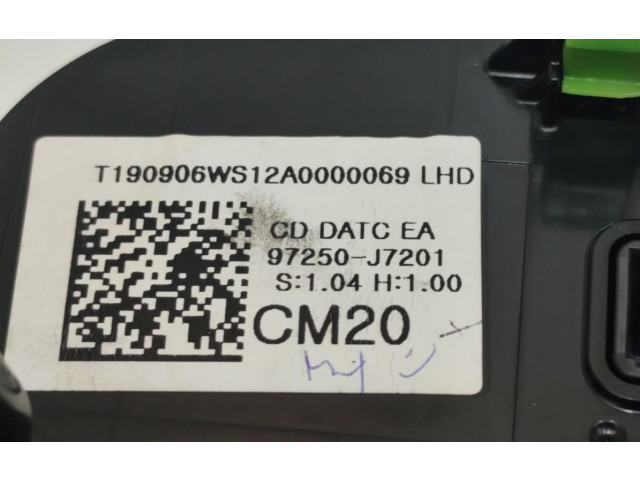 T190906WS12A0000069 LHD
CD DATC EA
97250-J7201
S:1.04 H:1.00
CM20